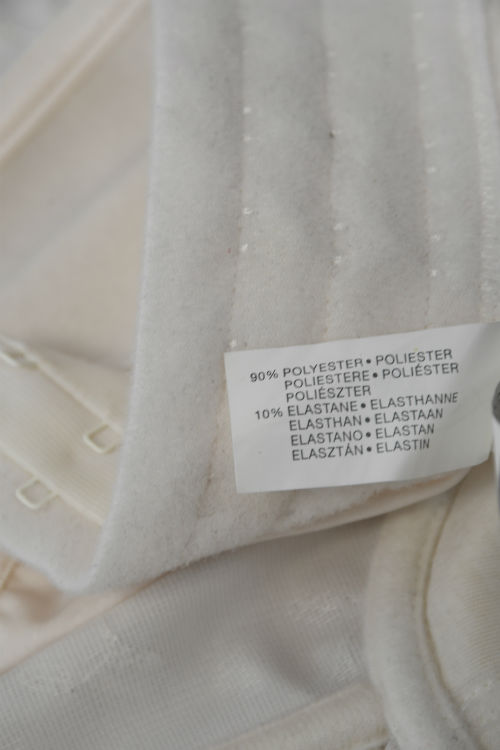 90% POLYESTER • POLIESTER
POLIESTERE • POLIÉSTER
POLIÉSZTER
10% ELASTANE • ELASTHANNE
ELASTHAN • ELASTAAN
ELASTANO • ELASTAN
ELASZTÁN • ELASTIN